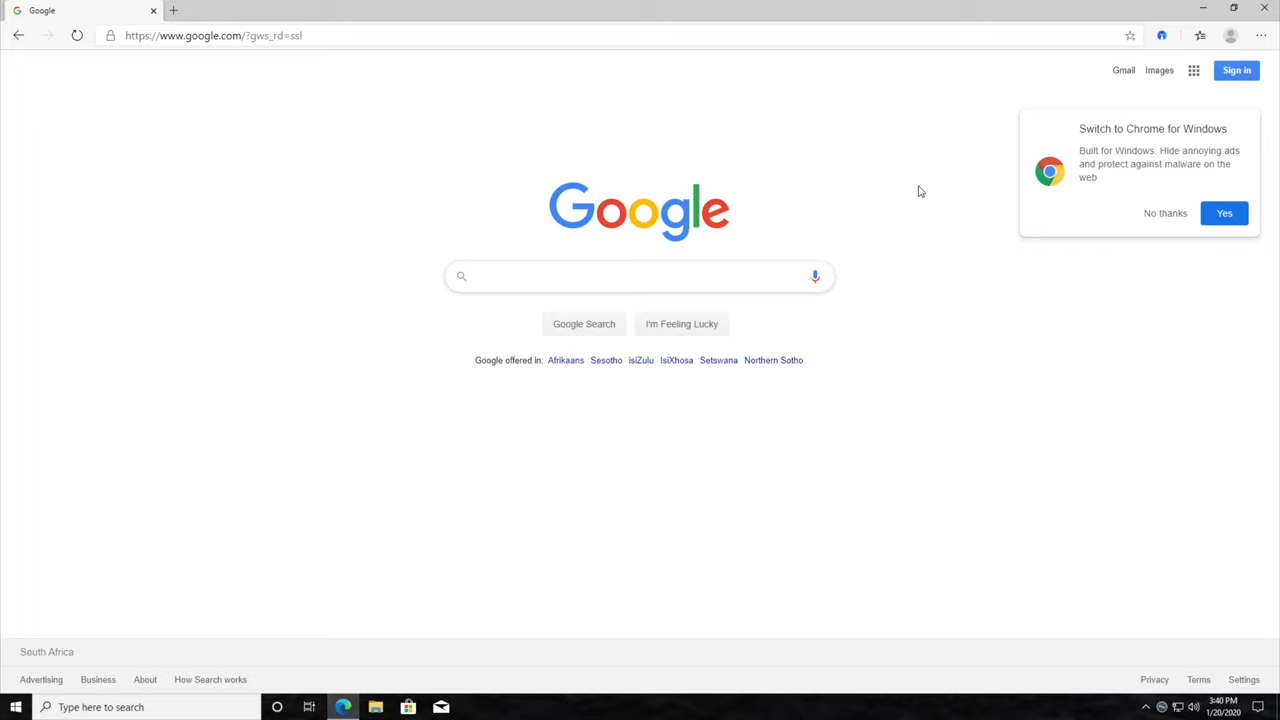 Google
https://www.google.com/?gws_rd=ssl
Gmail Images Sign in
Switch to Chrome for Windows
Built for Windows. Hide annoying ads
and protect against malware on the
web
No thanks Yes
Google
Google Search I'm Feeling Lucky
Google offered in: Afrikaans Sesotho isiZulu IsiXhosa Setswana Northern Sotho
South Africa
Advertising Business About How Search works Privacy Terms Settings
Type here to search
3:40 PM
1/20/2020